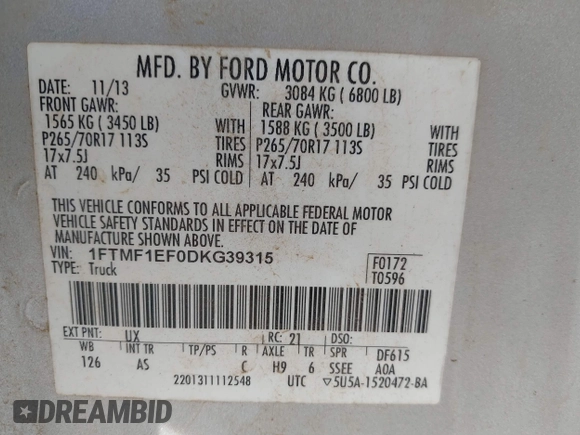 MFD. BY FORD MOTOR CO.
DATE: 11/13 GVWR: 3084 KG ( 6800 LB)
FRONT GAWR: REAR GAWR:
1565 KG ( 3450 LB) WITH 1588 KG ( 3500 LB) WITH
P265/70R17 113S TIRES P265/70R17 113S TIRES
17x7.5J RIMS 17x7.5J RIMS
AT 240 kPa/ 35 PSI COLD AT 240 kPa/ 35 PSI COLD
THIS VEHICLE CONFORMS TO ALL APPLICABLE FEDERAL MOTOR
VEHICLE SAFETY STANDARDS IN EFFECT ON THE DATE OF
MANUFACTURE SHOWN ABOVE.
VIN: 1FTMF1EF0DKG39315 F0172
TYPE: Truck T0596
EXT PNT: UX RC: 21 DSO:
WB INT TR TP/PS R AXLE TR SPR DF615
126 AS C H9 6 SSEE AOA
2201311112548 UTC ▽5U5A-1520472-BA
RADEMBID